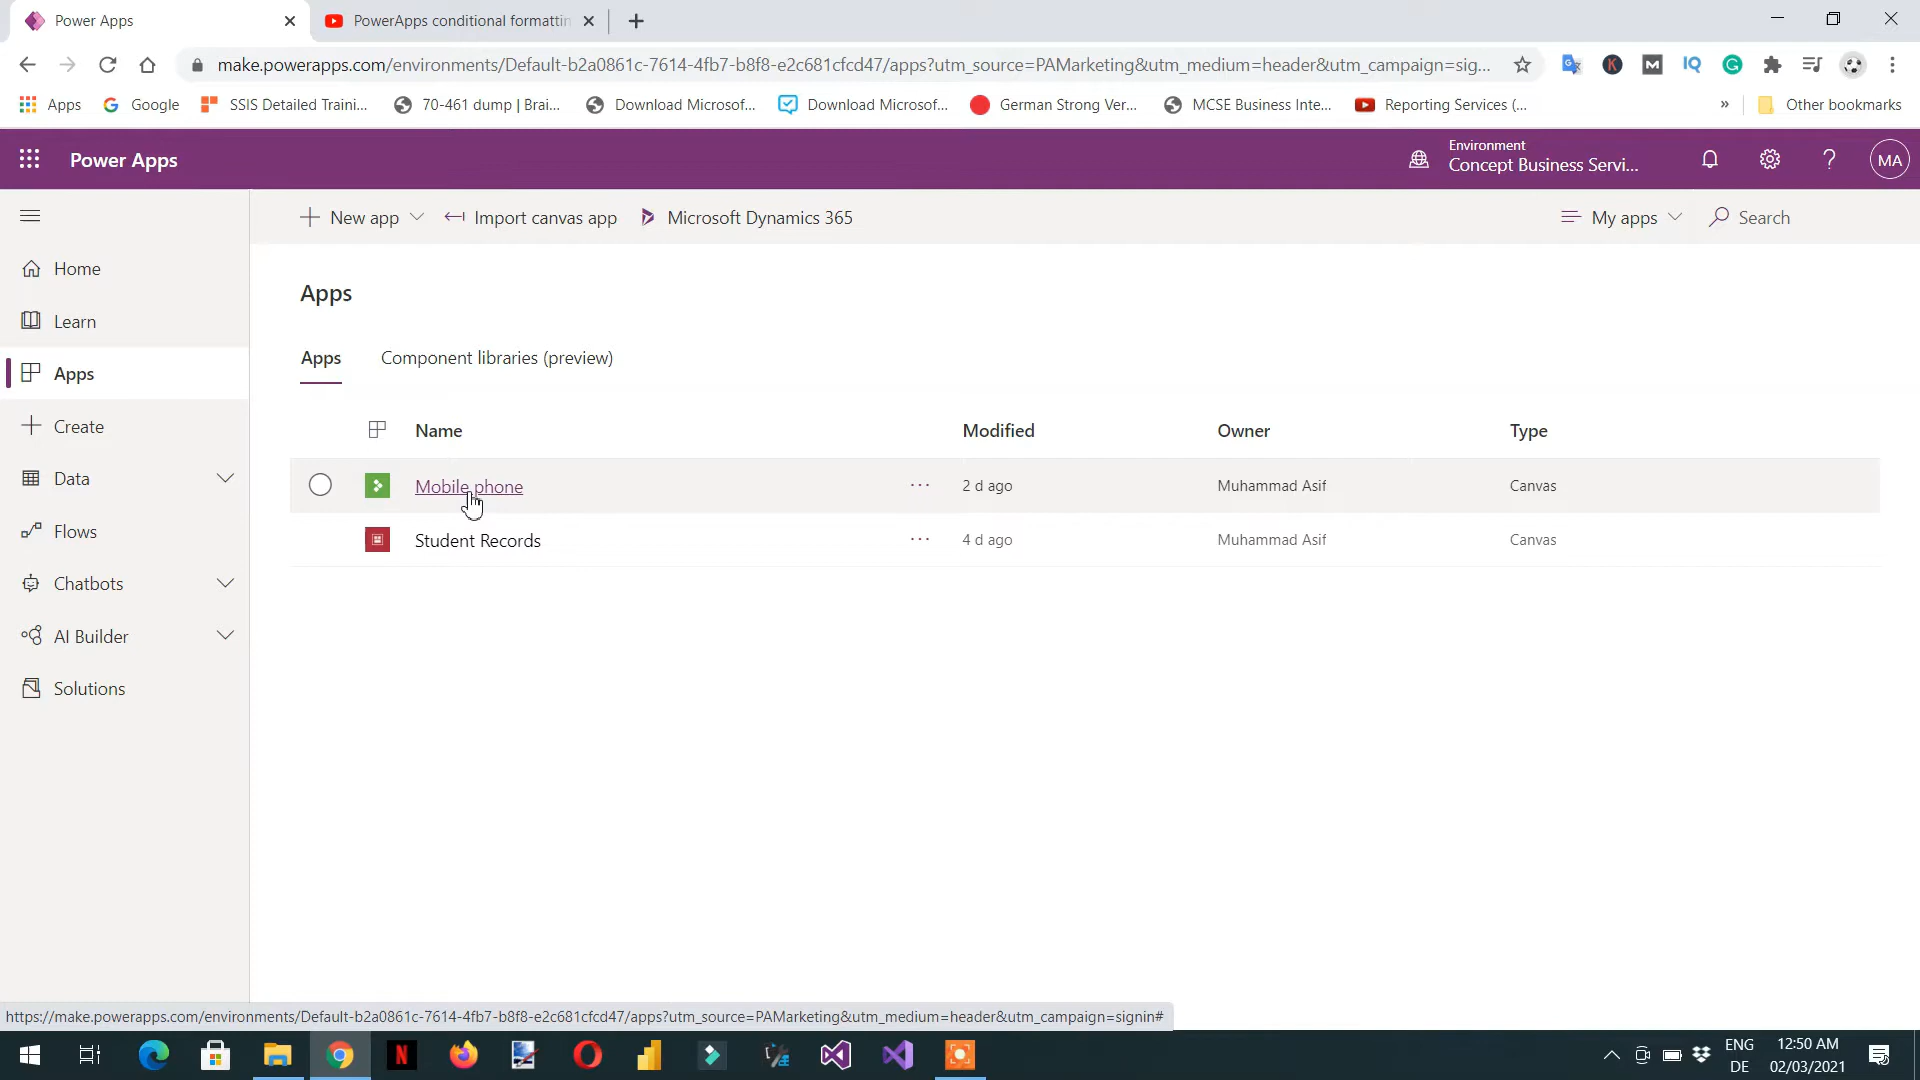 Power Apps
PowerApps conditional formattin
make.powerapps.com/environments/Default-b2a0861c-7614-4fb7-b8f8-e2c681cfcd47/apps?utm_source=PAMarketing&utm_medium=header&utm_campaign=sig...
Apps
Google
SSIS Detailed Traini...
70-461 dump | Brai...
Download Microsof...
Download Microsof...
German Strong Ver...
MCSE Business Inte...
Reporting Services (...
»
Other bookmarks
Power Apps
Environment
Concept Business Servi...
?
MA
New app
Import canvas app
Microsoft Dynamics 365
My apps
Search
Home
Learn
Apps
Create
Data
Flows
Chatbots
AI Builder
Solutions
Apps
Apps
Component libraries (preview)
Name
Modified
Owner
Type
Mobile phone
...
2 d ago
Muhammad Asif
Canvas
Student Records
...
4 d ago
Muhammad Asif
Canvas
https://make.powerapps.com/environments/Default-b2a0861c-7614-4fb7-b8f8-e2c681cfcd47/apps?utm_source=PAMarketing&utm_medium=header&utm_campaign=signin#
ENG
DE
12:50 AM
02/03/2021